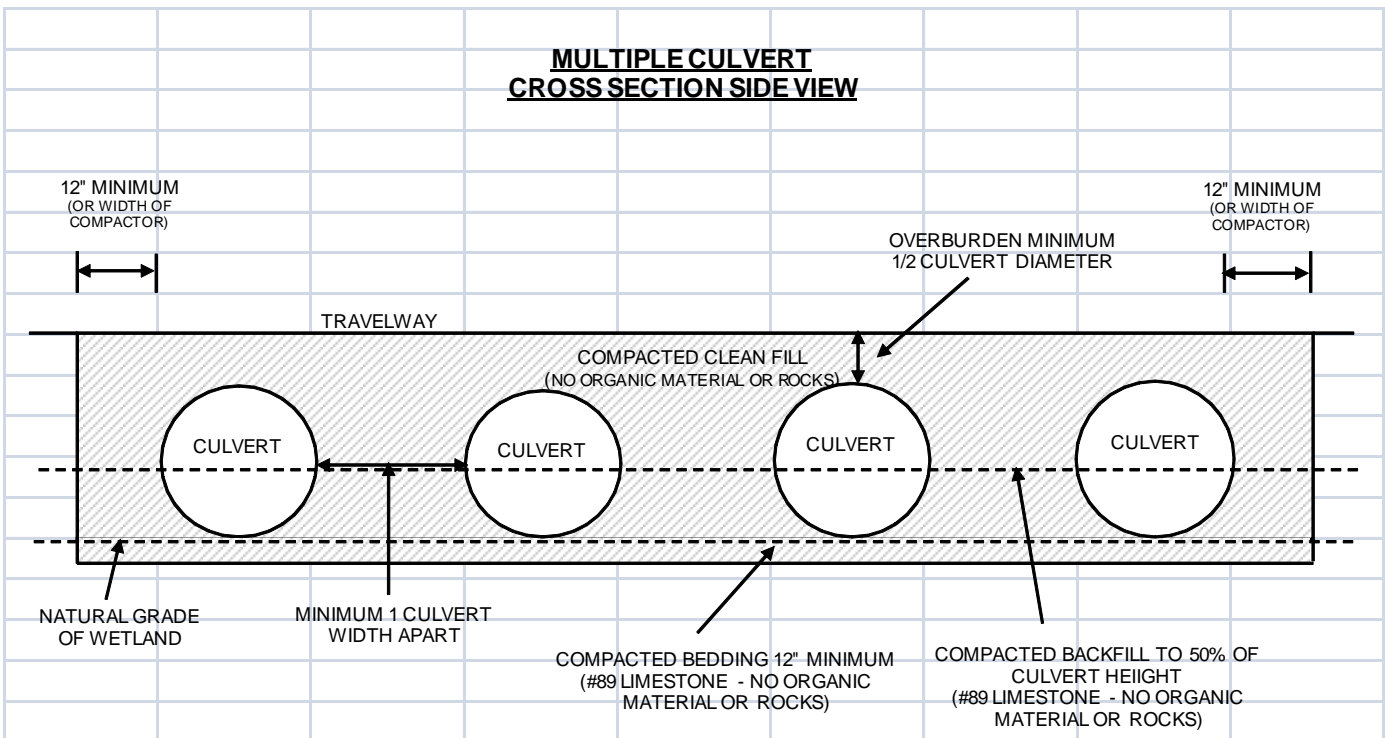 MULTIPLE CULVERT
CROSS SECTION SIDE VIEW
12" MINIMUM
(OR WIDTH OF
COMPACTOR)
12" MINIMUM
(OR WIDTH OF
COMPACTOR)
OVERBURDEN MINIMUM
1/2 CULVERT DIAMETER
TRAVELWAY
COMPACTED CLEAN FILL
(NO ORGANIC MATERIAL OR ROCKS)
CULVERT
CULVERT
CULVERT
CULVERT
NATURAL GRADE
OF WETLAND
MINIMUM 1 CULVERT
WIDTH APART
COMPACTED BEDDING 12" MINIMUM
(#89 LIMESTONE - NO ORGANIC
MATERIAL OR ROCKS)
COMPACTED BACKFILL TO 50% OF
CULVERT HEIIGHT
(#89 LIMESTONE - NO ORGANIC
MATERIAL OR ROCKS)